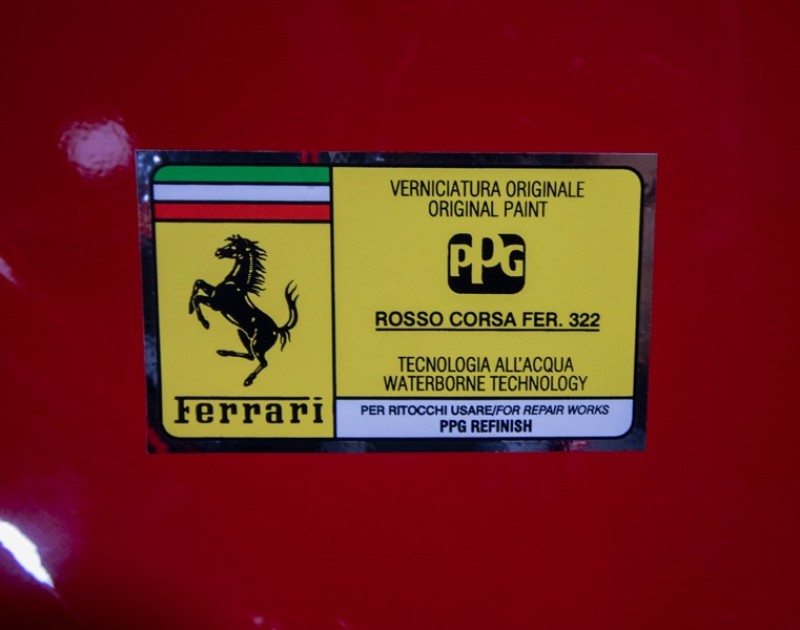 VERNICIATURA ORIGINALE
ORIGINAL PAINT
PPG
ROSSO CORSA FER. 322
TECNOLOGIA ALL'ACQUA
WATERBORNE TECHNOLOGY
Ferrari
PER RITOCCHI USARE/FOR REPAIR WORKS
PPG REFINISH